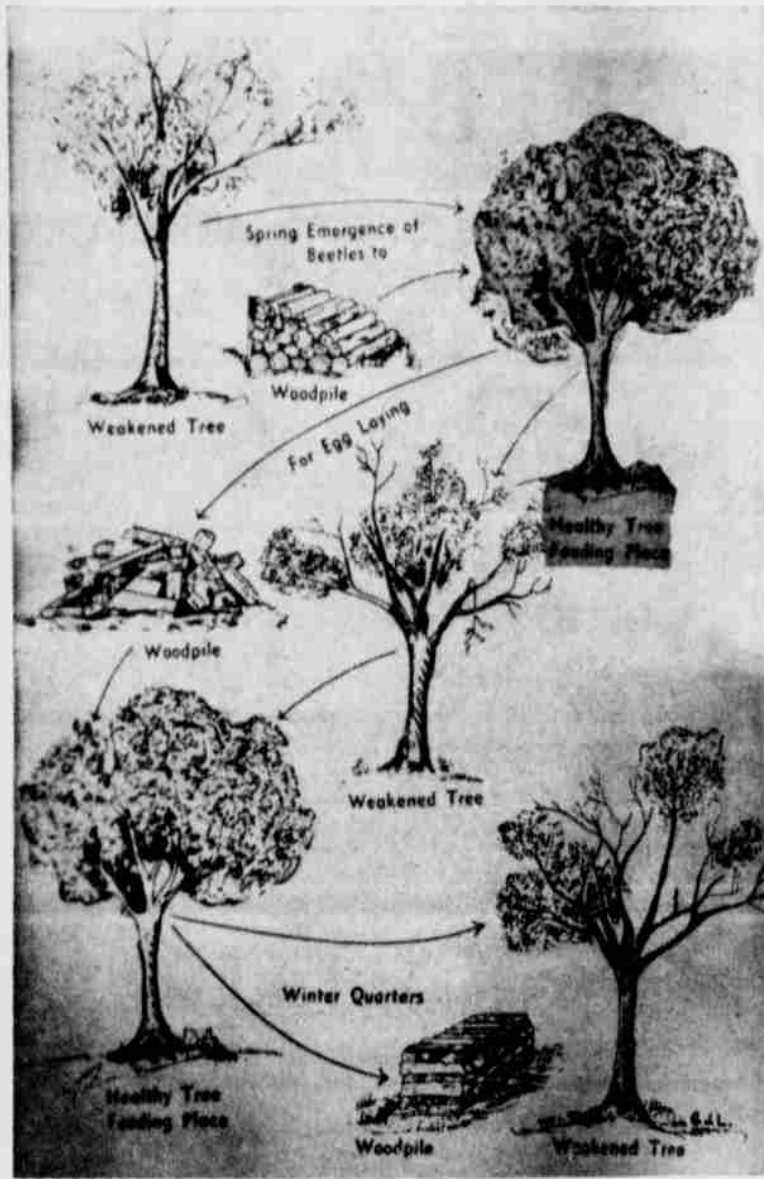 Spring Emergence of
Beetles to
Woodpile
Weakened Tree
For Egg Laying
Healthy Tree
Feeding Place
Woodpile
Weakened Tree
Winter Quarters
Healthy Tree
Feeding Place
Woodpile
Weakened Tree